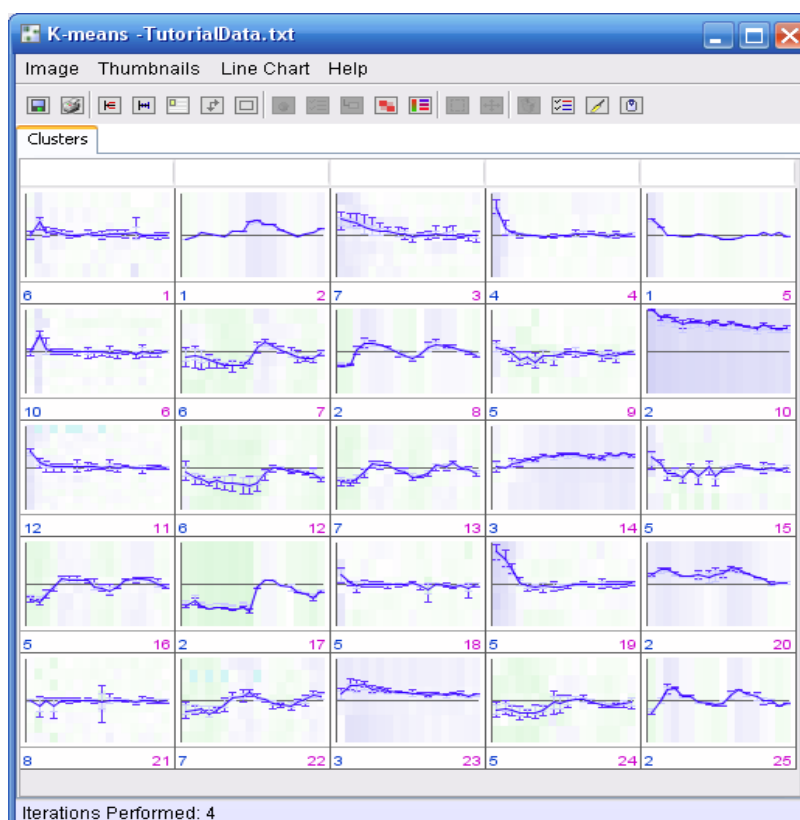 K-means -TutorialData.txt
Image Thumbnails Line Chart Help
Clusters
6 1 1 2 7 3 4 4 1 5
10 6 6 7 2 8 5 9 2 10
12 11 6 12 7 13 3 14 5 15
5 16 2 17 5 18 5 19 2 20
8 21 7 22 3 23 5 24 2 25
Iterations Performed: 4